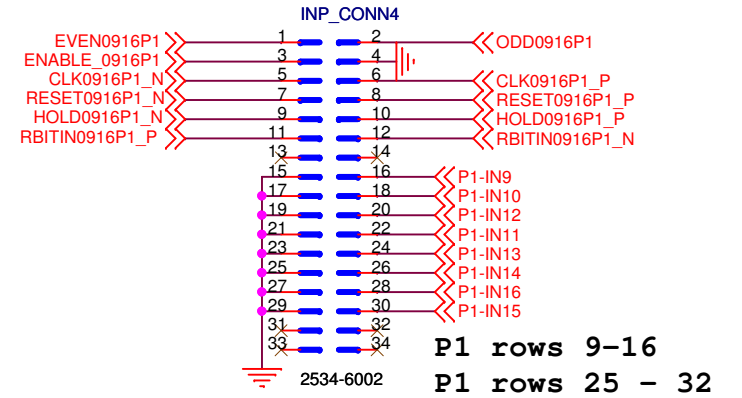 INP_CONN4
EVEN0916P1 1 2 ODD0916P1
ENABLE_0916P1 3 4
CLK0916P1_N 5 6 CLK0916P1_P
RESET0916P1_N 7 8 RESET0916P1_P
HOLD0916P1_N 9 10 HOLD0916P1_P
RBITIN0916P1_P 11 12 RBITIN0916P1_N
13 14
15 16 P1-IN9
17 18 P1-IN10
19 20 P1-IN12
21 22 P1-IN11
23 24 P1-IN13
25 26 P1-IN14
27 28 P1-IN16
29 30 P1-IN15
31 32
33 34
P1 rows 9-16
2534-6002
P1 rows 25 - 32